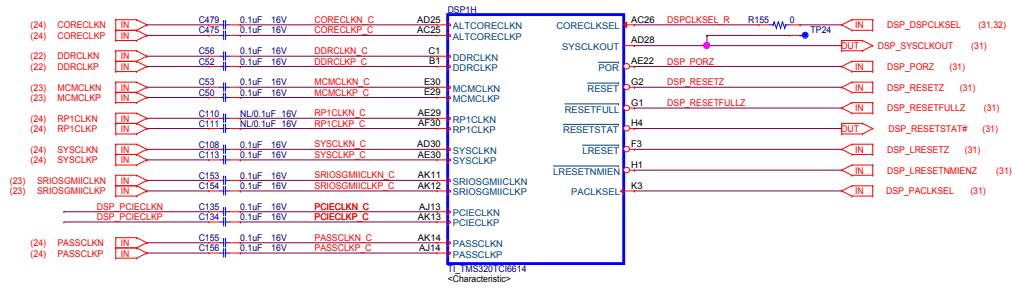 DSP1H
(24) CORECLKN IN C479 0.1uF 16V CORECLKN_C AD25 ALTCORECLKN CORECLKSEL AC26 DSPCLKSEL_R R155 0 IN DSP_DSPCLKSEL (31,32)
(24) CORECLKP IN C475 0.1uF 16V CORECLKP_C AC25 ALTCORECLKP TP24
SYSCLKOUT AD28 OUT DSP_SYSCLKOUT (31)
(22) DDRCLKN IN C56 0.1uF 16V DDRCLKN_C C1 DDRCLKN
(22) DDRCLKP IN C52 0.1uF 16V DDRCLKP_C B1 DDRCLKP POR AE22 DSP_PORZ IN DSP_PORZ (31)
(23) MCMCLKN IN C53 0.1uF 16V MCMCLKN_C E30 MCMCLKN RESET G2 DSP_RESETZ IN DSP_RESETZ (31)
(23) MCMCLKP IN C50 0.1uF 16V MCMCLKP_C E29 MCMCLKP
RESETFULL G1 DSP_RESETFULLZ IN DSP_RESETFULLZ (31)
(24) RP1CLKN IN C110 NL/0.1uF 16V RP1CLKN_C AE29 RP1CLKN
(24) RP1CLKP IN C111 NL/0.1uF 16V RP1CLKP_C AF30 RP1CLKP RESETSTAT H4 OUT DSP_RESETSTAT# (31)
(24) SYSCLKN IN C108 0.1uF 16V SYSCLKN_C AD30 SYSCLKN LRESET F3 IN DSP_LRESETZ (31)
(24) SYSCLKP IN C113 0.1uF 16V SYSCLKP_C AE30 SYSCLKP
LRESETNMIEN H1 IN DSP_LRESETNMIENZ (31)
(23) SRIOSGMIICLKN IN C153 0.1uF 16V SRIOSGMIICLKN_C AK11 SRIOSGMIICLKN
(23) SRIOSGMIICLKP IN C154 0.1uF 16V SRIOSGMIICLKP_C AK12 SRIOSGMIICLKP PACLKSEL K3 IN DSP_PACLKSEL (31)
DSP_PCIECLKN C135 0.1uF 16V PCIECLKN_C AJ13 PCIECLKN
DSP_PCIECLKP C134 0.1uF 16V PCIECLKP_C AK13 PCIECLKP
(24) PASSCLKN IN C155 0.1uF 16V PASSCLKN_C AK14 PASSCLKN
(24) PASSCLKP IN C156 0.1uF 16V PASSCLKP_C AJ14 PASSCLKP
TI_TMS320TCI6614
<Characteristic>